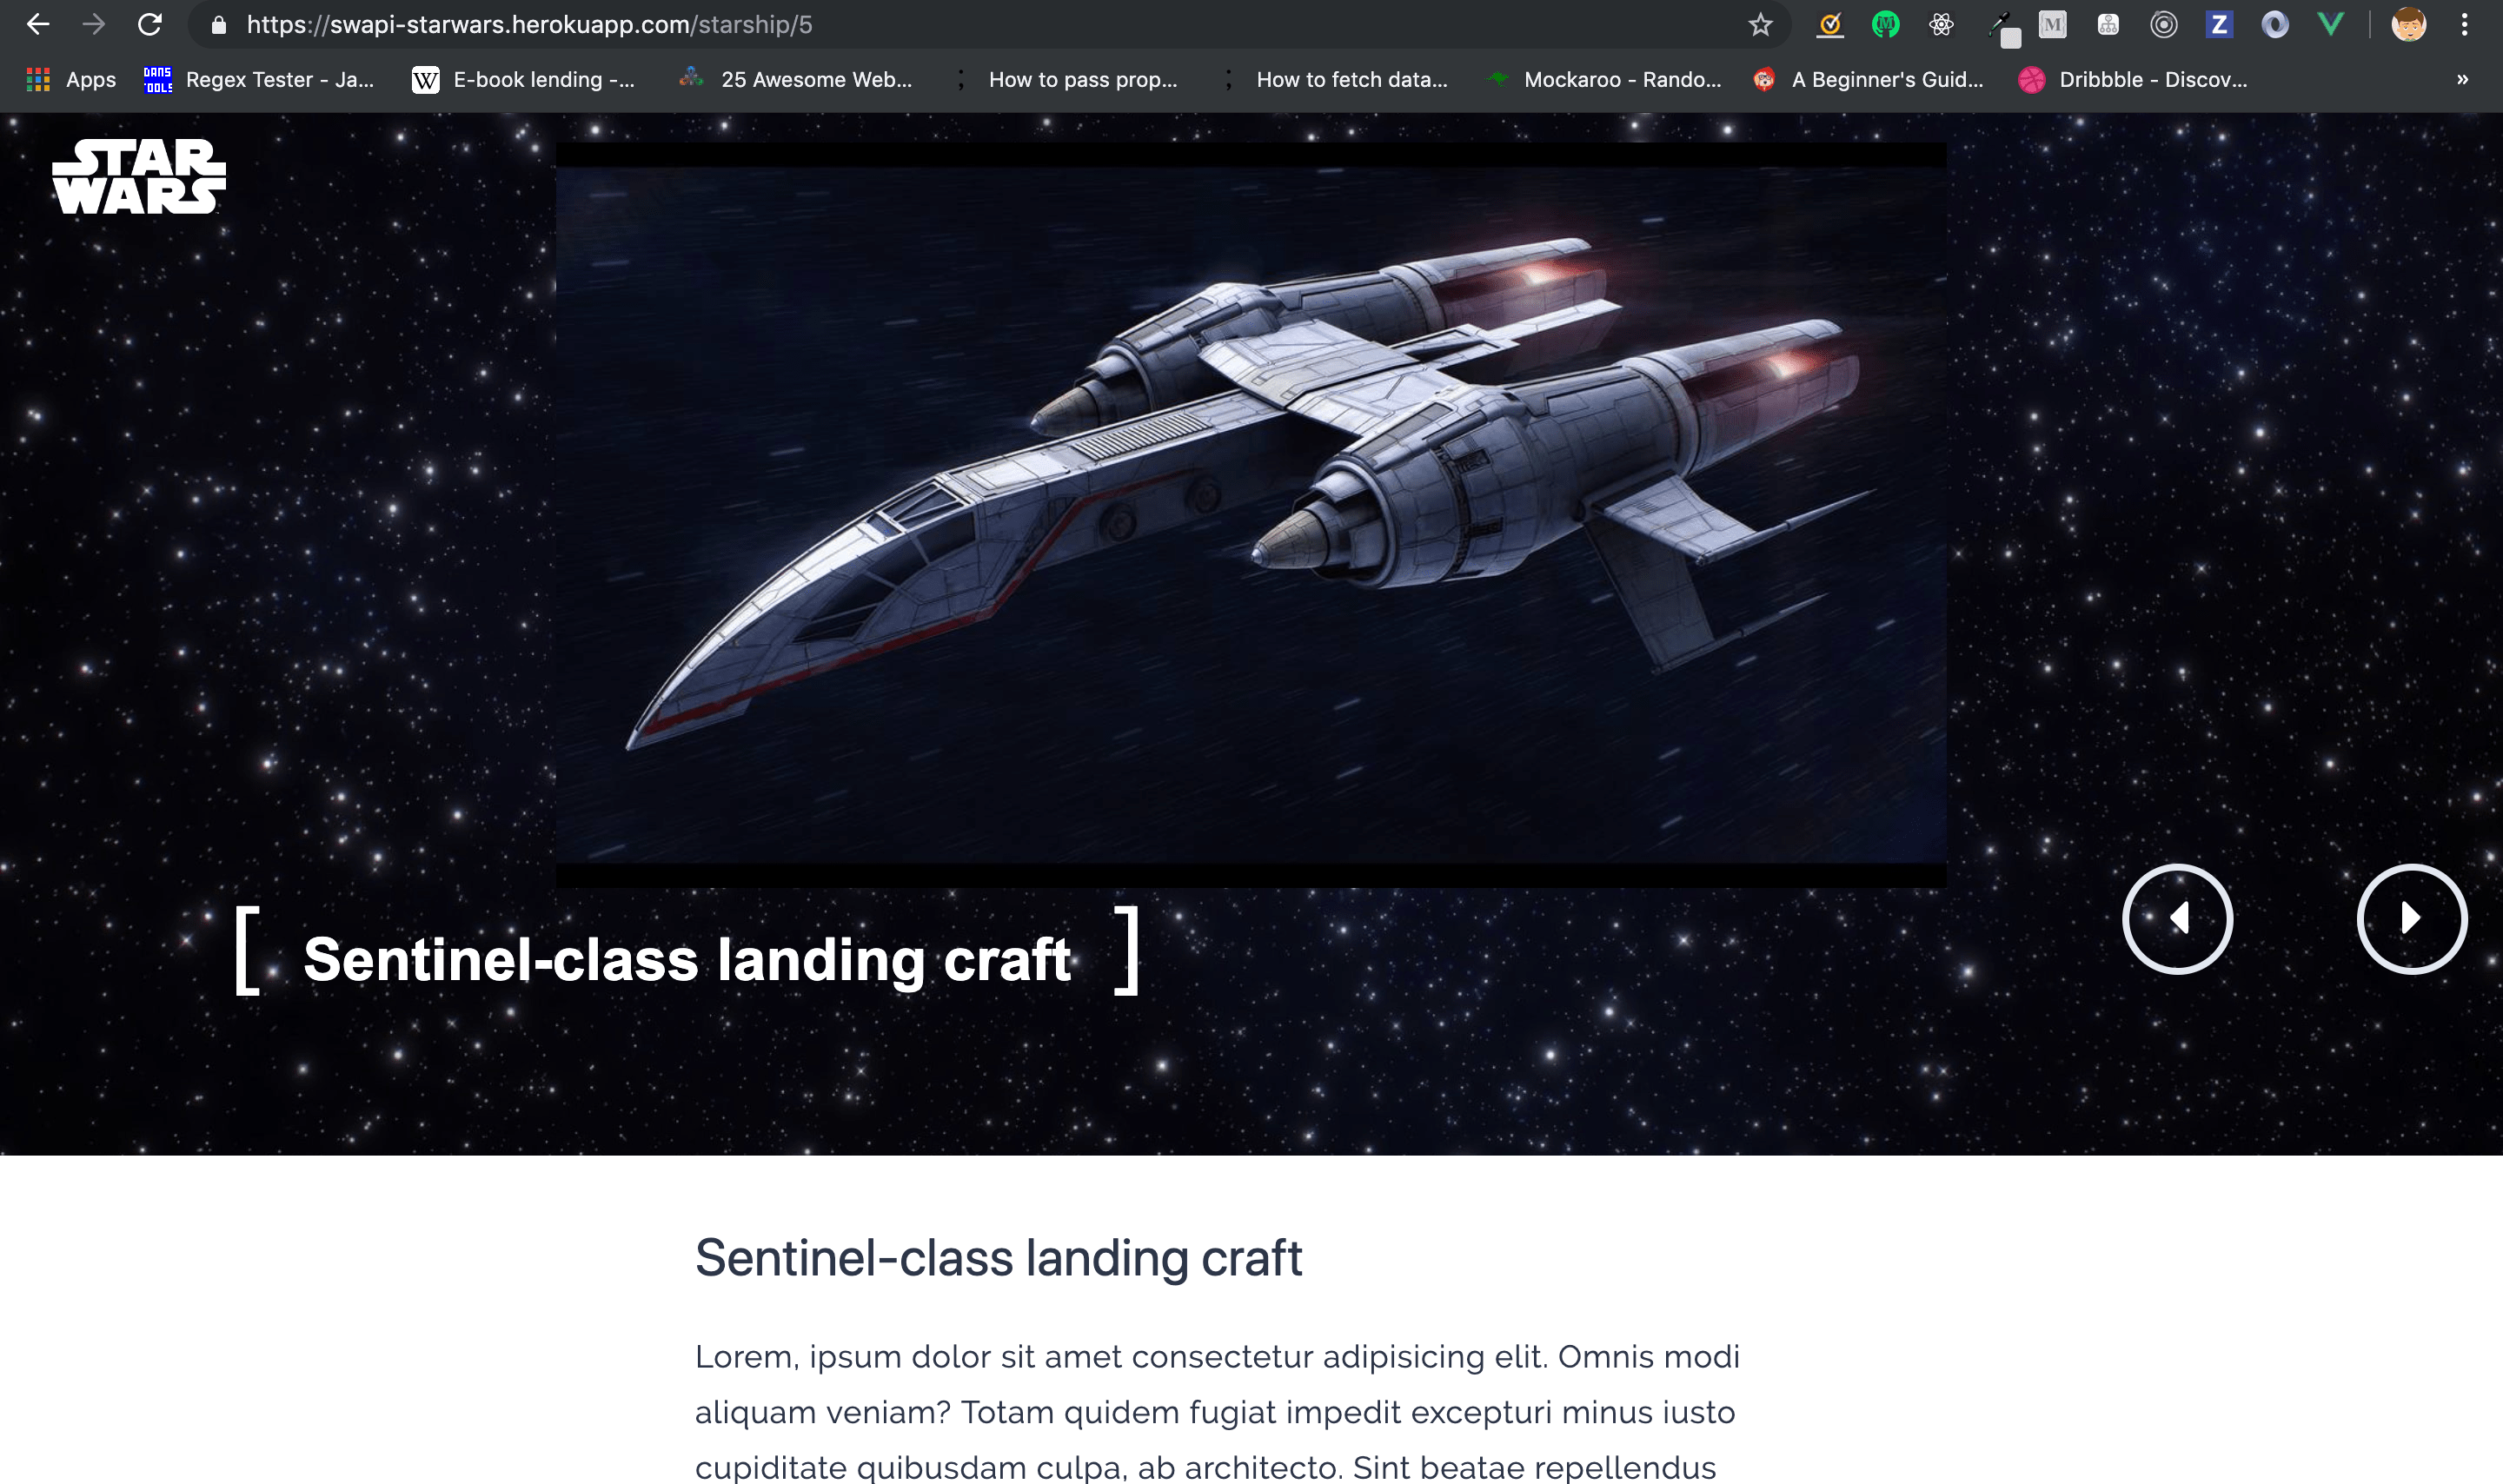 https://swapi-starwars.herokuapp.com/starship/5
Apps DANS TOOLS Regex Tester - Ja... W E-book lending -... 25 Awesome Web... How to pass prop... How to fetch data... Mockaroo - Rando... A Beginner's Guid... Dribbble - Discov... »
STAR
WARS
[ Sentinel-class landing craft ]
Sentinel-class landing craft
Lorem, ipsum dolor sit amet consectetur adipisicing elit. Omnis modi
aliquam veniam? Totam quidem fugiat impedit excepturi minus iusto
cupiditate quibusdam culpa, ab architecto. Sint beatae repellendus